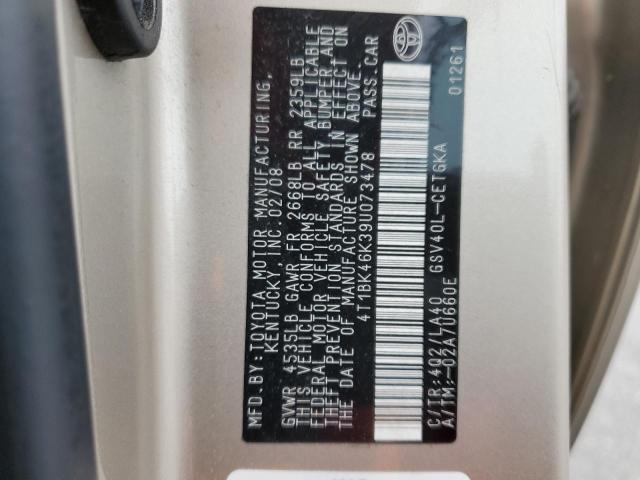 MFD.BY:TOYOTA MOTOR MANUFACTURING,
KENTUCKY, INC. 02/08
GVWR 4535LB GAWR FR 2668LB RR 2359LB
THIS VEHICLE CONFORMS TO ALL APPLICABLE
FEDERAL MOTOR VEHICLE SAFETY, BUMPER, AND
THEFT PREVENTION STANDARDS IN EFFECT ON
THE DATE OF MANUFACTURE SHOWN ABOVE.
4T1BK46K39U073478 PASS.CAR
C/TR:4Q2/LA40 GSV40L-CETGKA
A/TM:-02A/U660E 01261